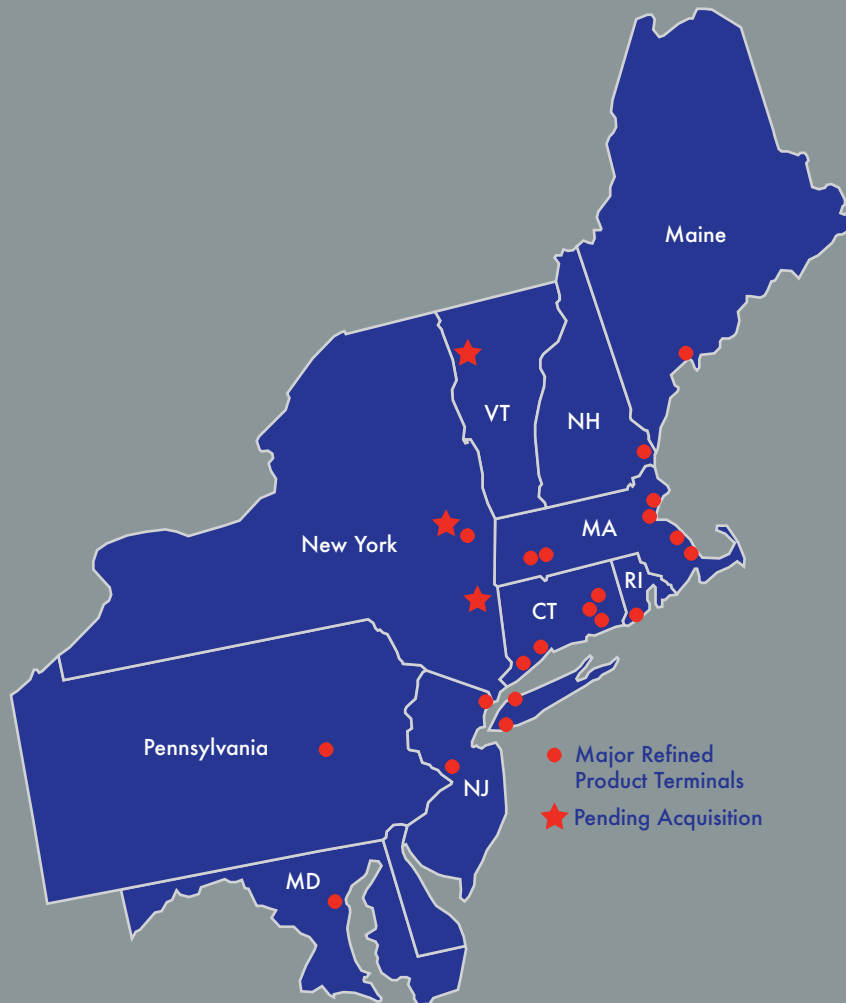 Maine
VT
NH
MA
New York
RI
CT
Pennsylvania
NJ
Major Refined
Product Terminals
Pending Acquisition
MD